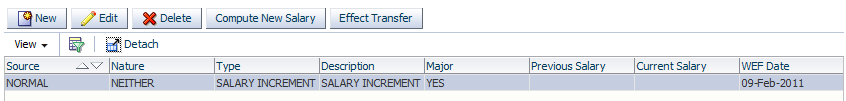 New Edit Delete Compute New Salary Effect Transfer
View Detach
Source Nature Type Description Major Previous Salary Current Salary WEF Date
NORMAL NEITHER SALARY INCREMENT SALARY INCREMENT YES 09-Feb-2011